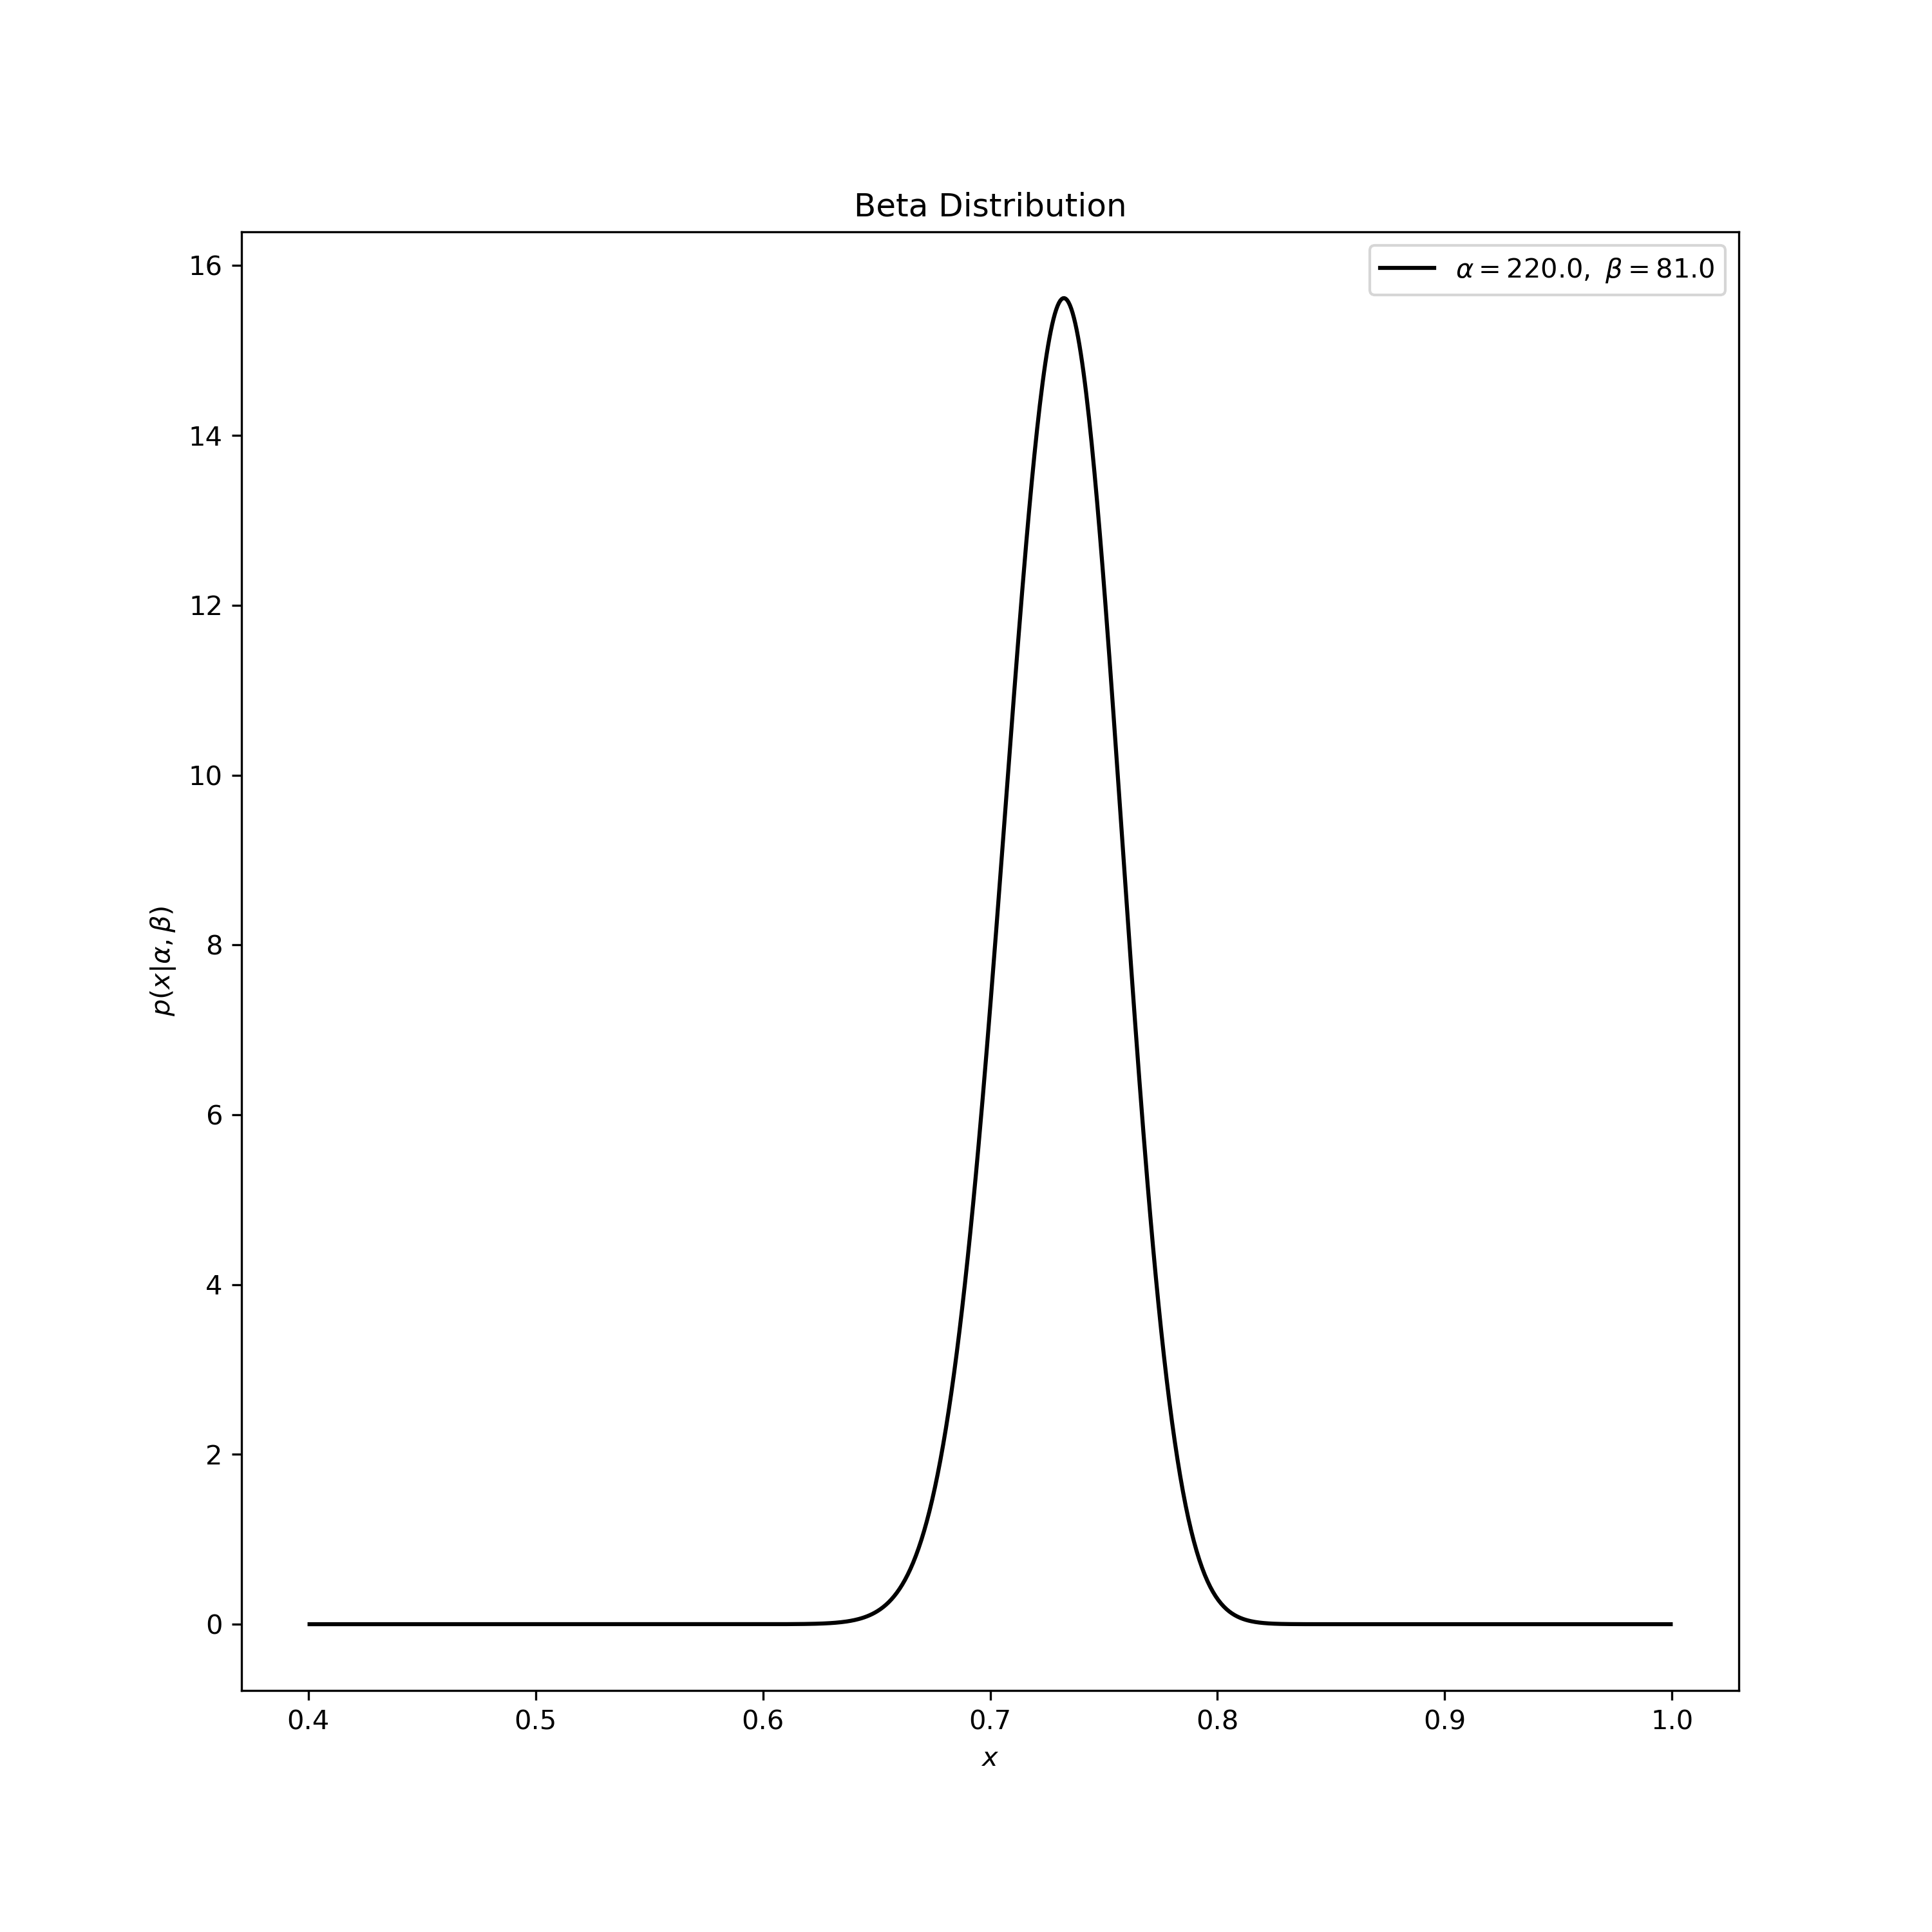 Beta Distribution
α = 220.0, β = 81.0
16
14
12
10
8
6
4
2
0
p(x|α, β)
0.4 0.5 0.6 0.7 0.8 0.9 1.0
x